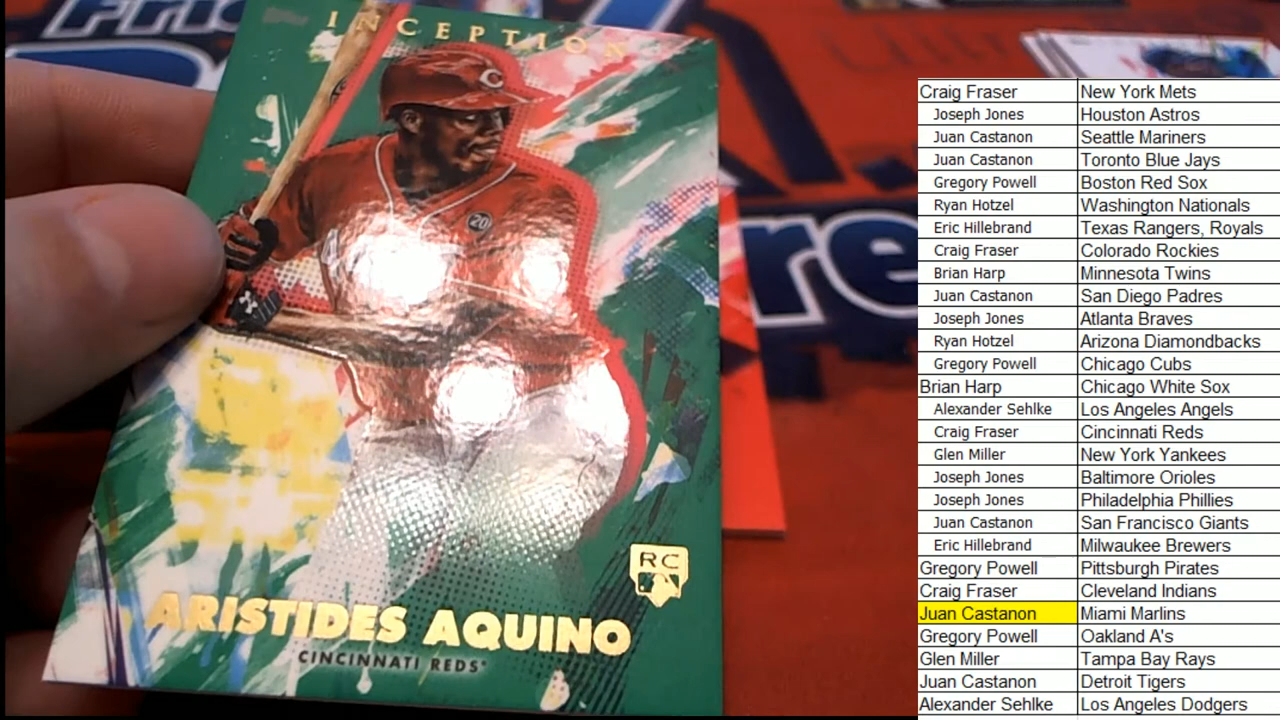 INCEPTION
C
20
RC
ARISTIDES AQUINO
CINCINNATI REDS
re
Craig Fraser New York Mets
Joseph Jones Houston Astros
Juan Castanon Seattle Mariners
Juan Castanon Toronto Blue Jays
Gregory Powell Boston Red Sox
Ryan Hotzel Washington Nationals
Eric Hillebrand Texas Rangers, Royals
Craig Fraser Colorado Rockies
Brian Harp Minnesota Twins
Juan Castanon San Diego Padres
Joseph Jones Atlanta Braves
Ryan Hotzel Arizona Diamondbacks
Gregory Powell Chicago Cubs
Brian Harp Chicago White Sox
Alexander Sehlke Los Angeles Angels
Craig Fraser Cincinnati Reds
Glen Miller New York Yankees
Joseph Jones Baltimore Orioles
Joseph Jones Philadelphia Phillies
Juan Castanon San Francisco Giants
Eric Hillebrand Milwaukee Brewers
Gregory Powell Pittsburgh Pirates
Craig Fraser Cleveland Indians
Juan Castanon Miami Marlins
Gregory Powell Oakland A's
Glen Miller Tampa Bay Rays
Juan Castanon Detroit Tigers
Alexander Sehlke Los Angeles Dodgers